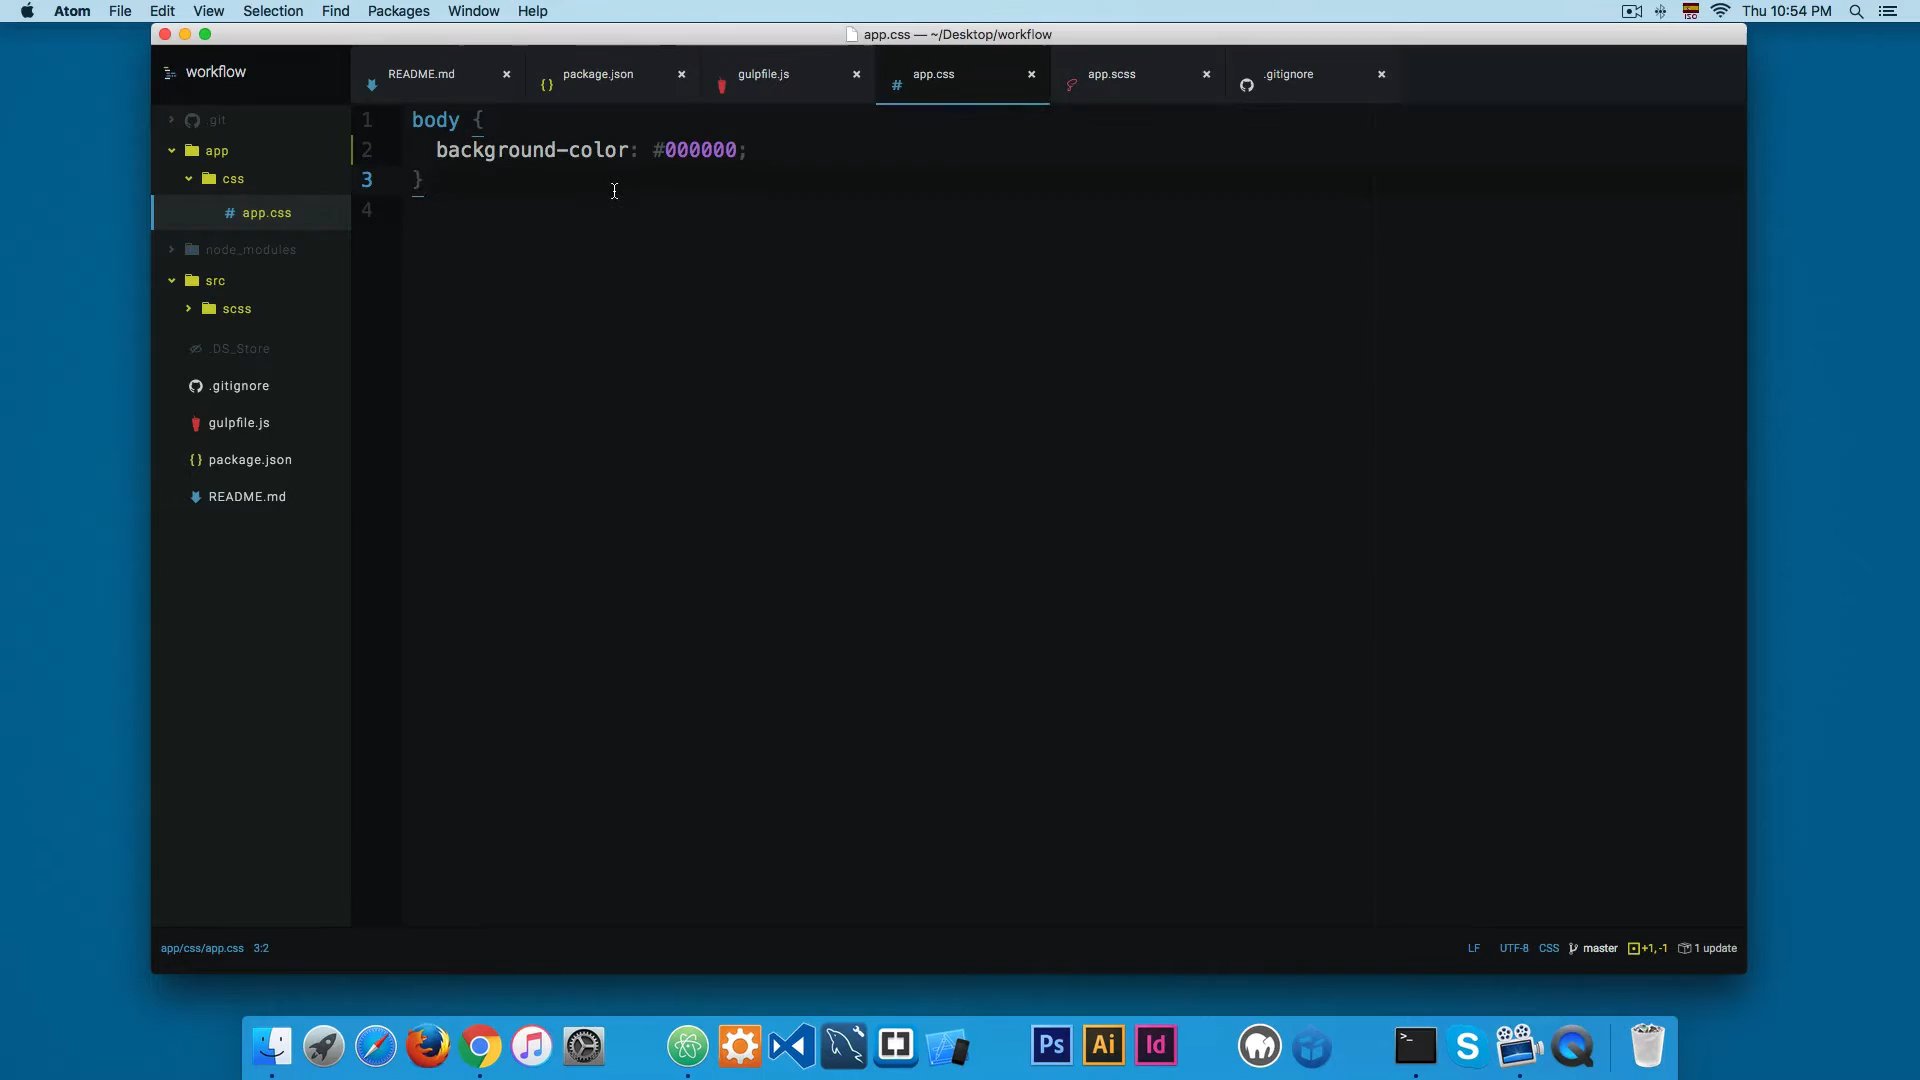 Atom File Edit View Selection Find Packages Window Help
ISO Thu 10:54 PM
app.css — ~/Desktop/workflow
workflow
README.md
package.json
gulpfile.js
app.css
app.scss
.gitignore
.git
app
css
app.css
node_modules
src
scss
.DS_Store
.gitignore
gulpfile.js
package.json
README.md
1 body {
2 background-color: #000000;
3 }
4
app/css/app.css 3:2
LF UTF-8 CSS master +1, -1 1 update
Ps Ai Id
>_
S